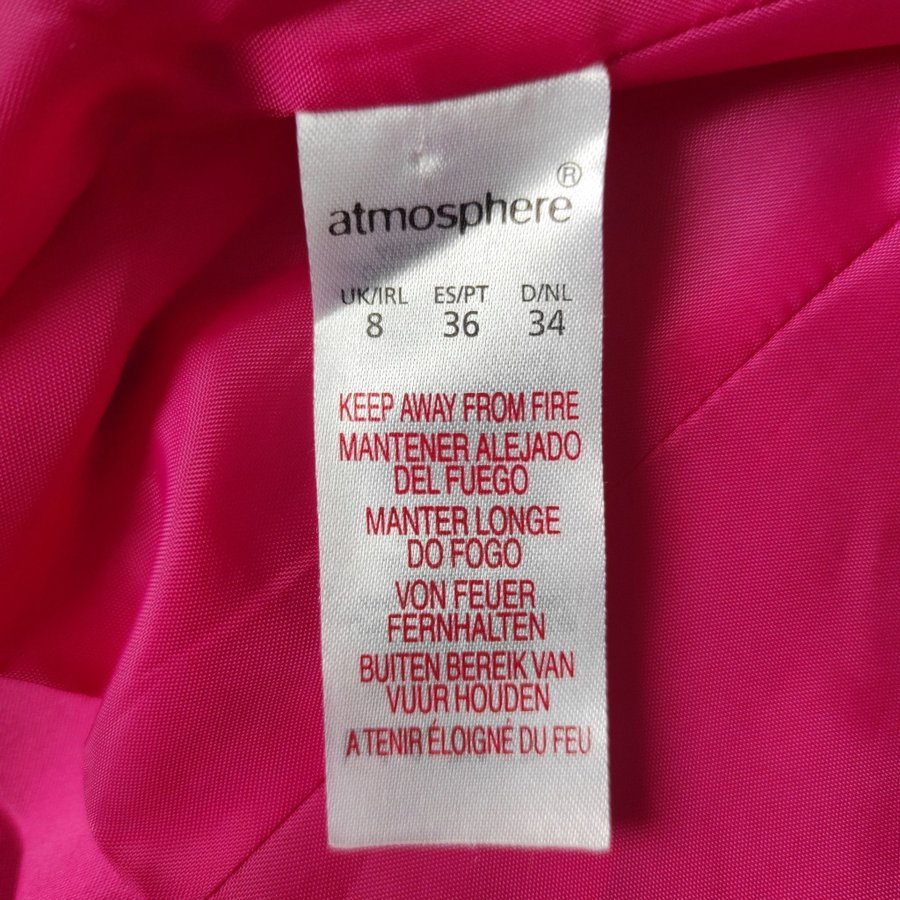 atmosphere®
UK/IRL ES/PT D/NL
8 36 34
KEEP AWAY FROM FIRE
MANTENER ALEJADO
DEL FUEGO
MANTER LONGE
DO FOGO
VON FEUER
FERNHALTEN
BUITEN BEREIK VAN
VUUR HOUDEN
A TENIR ÉLOIGNÉ DU FEU